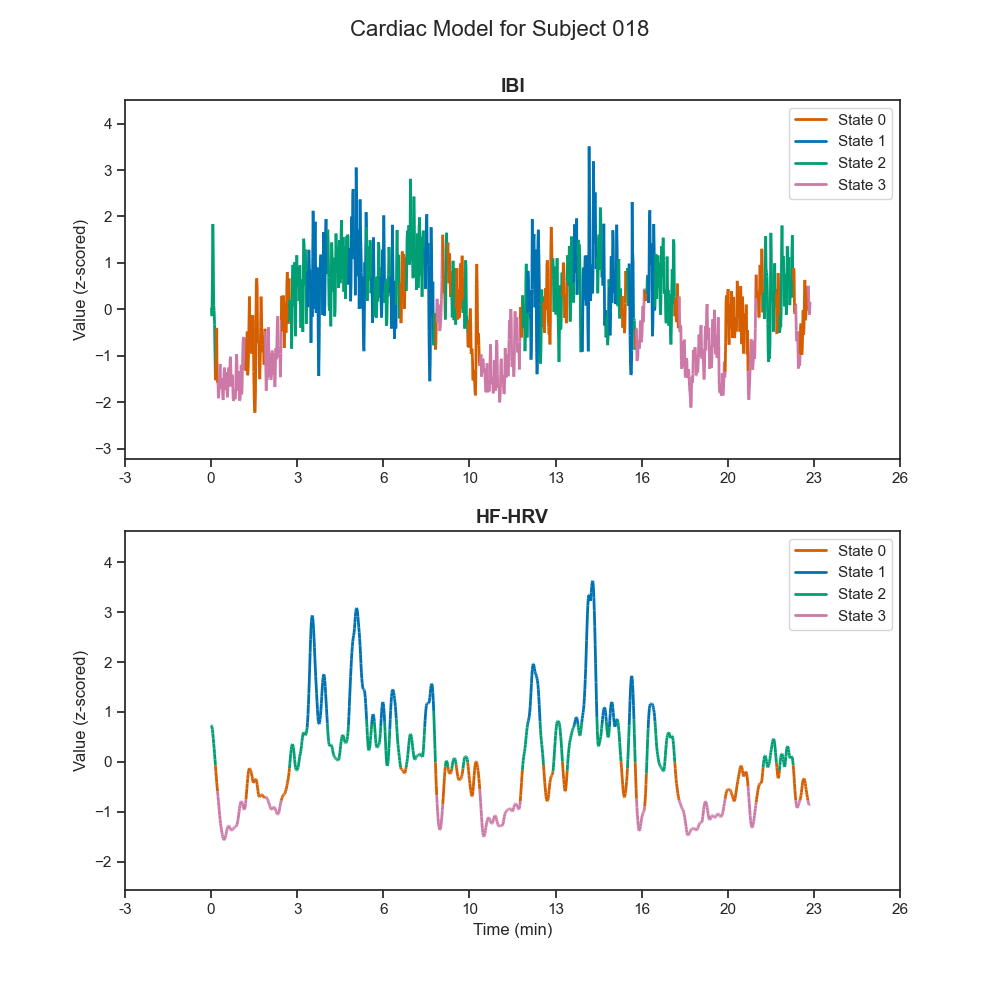 Cardiac Model for Subject 018
IBI
Value (z-scored)
4
3
2
1
0
−1
−2
−3
State 0
State 1
State 2
State 3
-3
0
3
6
10
13
16
20
23
26
HF-HRV
Value (z-scored)
4
3
2
1
0
−1
−2
State 0
State 1
State 2
State 3
-3
0
3
6
10
13
16
20
23
26
Time (min)